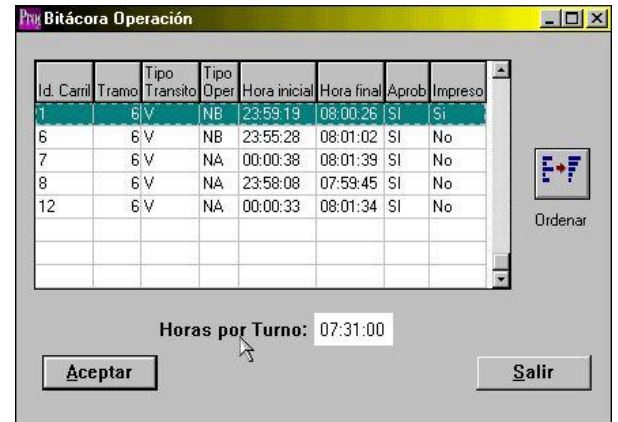 Proj Bitácora Operación
Id. Carril Tramo Tipo Transito Tipo Oper Hora inicial Hora final Aprob Impreso
1 6 V NB 23:59:19 08:00:26 SI Si
6 6 V NB 23:55:28 08:01:02 SI No
7 6 V NA 00:00:38 08:01:39 SI No
8 6 V NA 23:58:08 07:59:45 SI No
12 6 V NA 00:00:33 08:01:34 SI No
Ordenar
Horas por Turno: 07:31:00
Aceptar Salir